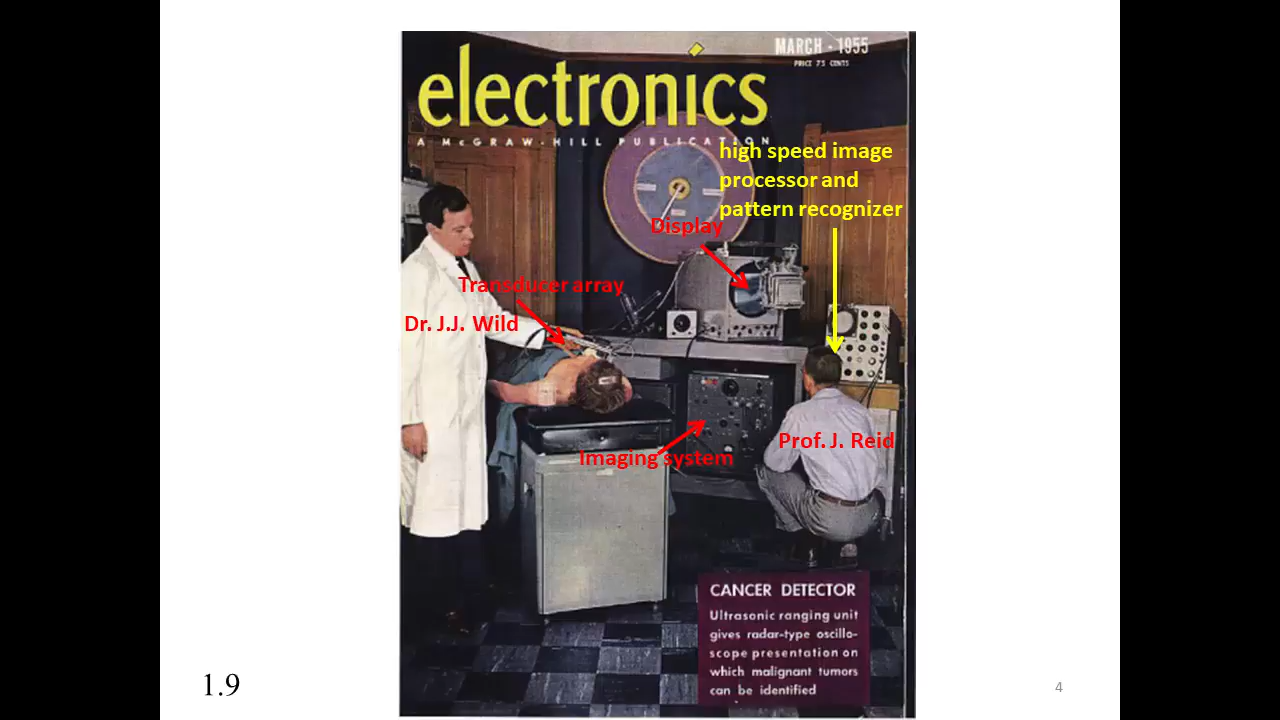 MARCH - 1955
PRICE 75 CENTS
electronics
A McGRAW-HILL PUBLICATION
high speed image
processor and
pattern recognizer
Display
Transducer array
Dr. J.J. Wild
Prof. J. Reid
Imaging system
CANCER DETECTOR
Ultrasonic ranging unit
gives radar-type oscillo-
scope presentation on
which malignant tumors
can be identified
1.9
4